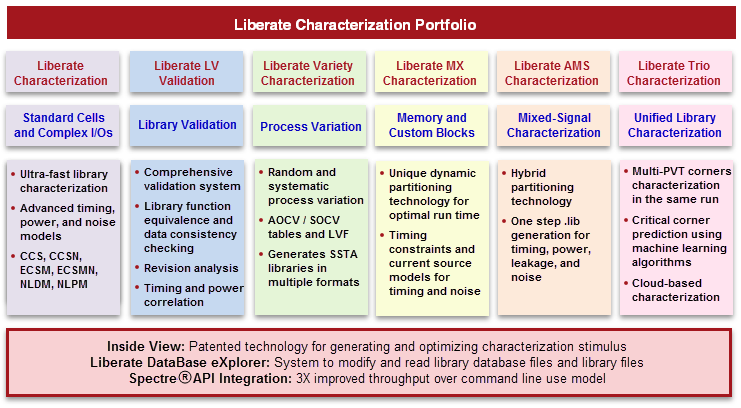 Liberate Characterization Portfolio
Liberate
Characterization
Liberate LV
Validation
Liberate Variety
Characterization
Liberate MX
Characterization
Liberate AMS
Characterization
Liberate Trio
Characterization
Standard Cells
and Complex I/Os
Library Validation
Process Variation
Memory and
Custom Blocks
Mixed-Signal
Characterization
Unified Library
Characterization
• Ultra-fast library
characterization
• Advanced timing,
power, and noise
models
• CCS, CCSN,
ECSM, ECSMN,
NLDM, NLPM
• Comprehensive
validation system
• Library function
equivalence and
data consistency
checking
• Revision analysis
• Timing and power
correlation
• Random and
systematic
process variation
• AOCV / SOCV
tables and LVF
• Generates SSTA
libraries in
multiple formats
• Unique dynamic
partitioning
technology for
optimal run time
• Timing
constraints and
current source
models for
timing and noise
• Hybrid
partitioning
technology
• One step .lib
generation for
timing, power,
leakage, and
noise
• Multi-PVT corners
characterization
in the same run
• Critical corner
prediction using
machine learning
algorithms
• Cloud-based
characterization
Inside View: Patented technology for generating and optimizing characterization stimulus
Liberate DataBase eXplorer: System to modify and read library database files and library files
Spectre®API Integration: 3X improved throughput over command line use model